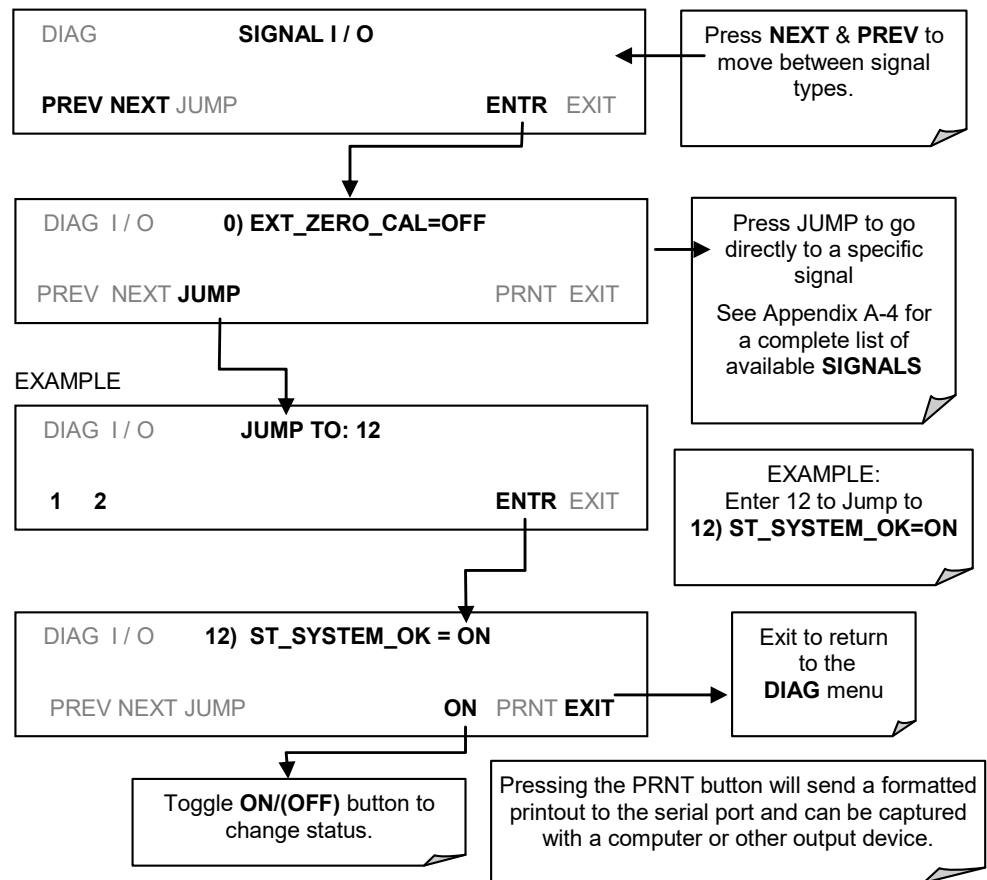 DIAG SIGNAL I / O
PREV NEXT JUMP ENTR EXIT
Press NEXT & PREV to
move between signal
types.
DIAG I / O 0) EXT_ZERO_CAL=OFF
PREV NEXT JUMP PRNT EXIT
Press JUMP to go
directly to a specific
signal
See Appendix A-4 for
a complete list of
available SIGNALS
EXAMPLE
DIAG I / O JUMP TO: 12
1 2 ENTR EXIT
EXAMPLE:
Enter 12 to Jump to
12) ST_SYSTEM_OK=ON
DIAG I / O 12) ST_SYSTEM_OK = ON
PREV NEXT JUMP ON PRNT EXIT
Exit to return
to the
DIAG menu
Toggle ON/(OFF) button to
change status.
Pressing the PRNT button will send a formatted
printout to the serial port and can be captured
with a computer or other output device.